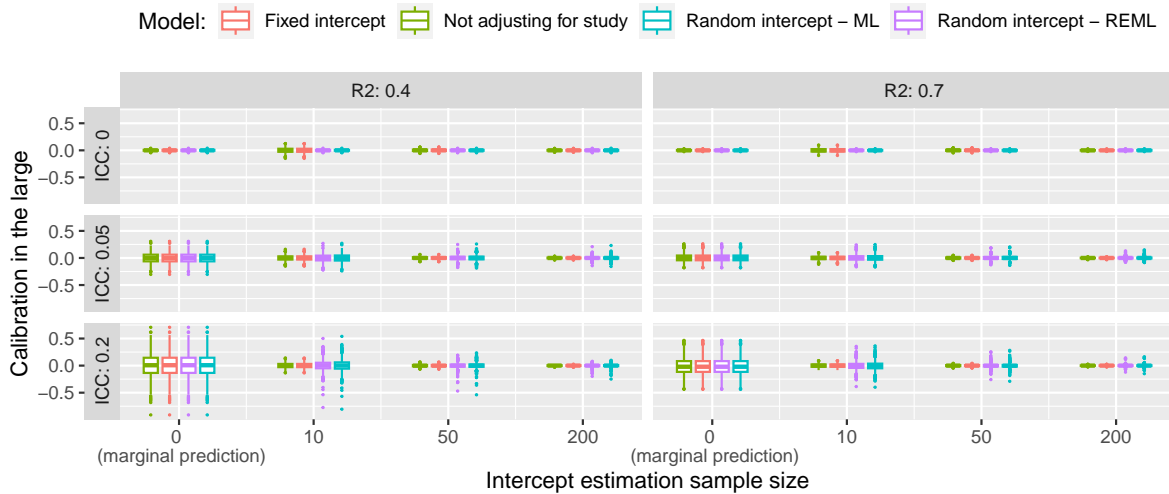 Model: Fixed intercept Not adjusting for study Random intercept – ML Random intercept – REML
R2: 0.4 R2: 0.7
Calibration in the large
ICC: 0
0.5
0.0
−0.5
ICC: 0.05
0.5
0.0
−0.5
ICC: 0.2
0.5
0.0
−0.5
0 10 50 200 0 10 50 200
(marginal prediction) (marginal prediction)
Intercept estimation sample size